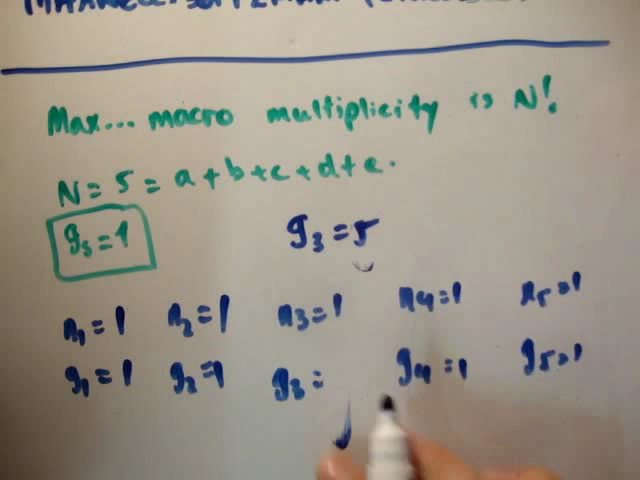 Max... macro multiplicity is N!
N = 5 = a + b + c + d + e.
g₃ = 1 g₃ = 5
n₁ = 1 n₂ = 1 n₃ = 1 n₄ = 1 n₅ = 1
g₁ = 1 g₂ = 1 g₃ = g₄ = 1 g₅ = 1